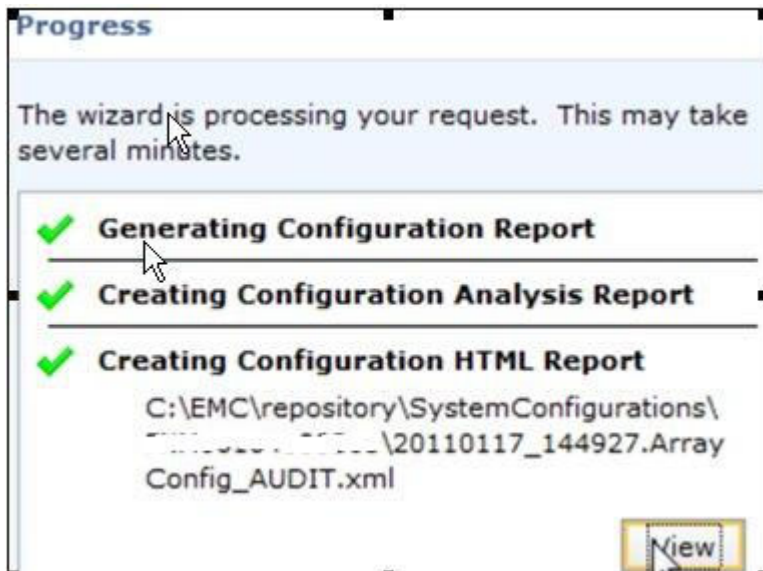 Progress
The wizard is processing your request. This may take
several minutes.
Generating Configuration Report
Creating Configuration Analysis Report
Creating Configuration HTML Report
C:\EMC\repository\SystemConfigurations\
\20110117_144927.Array
Config_AUDIT.xml
View